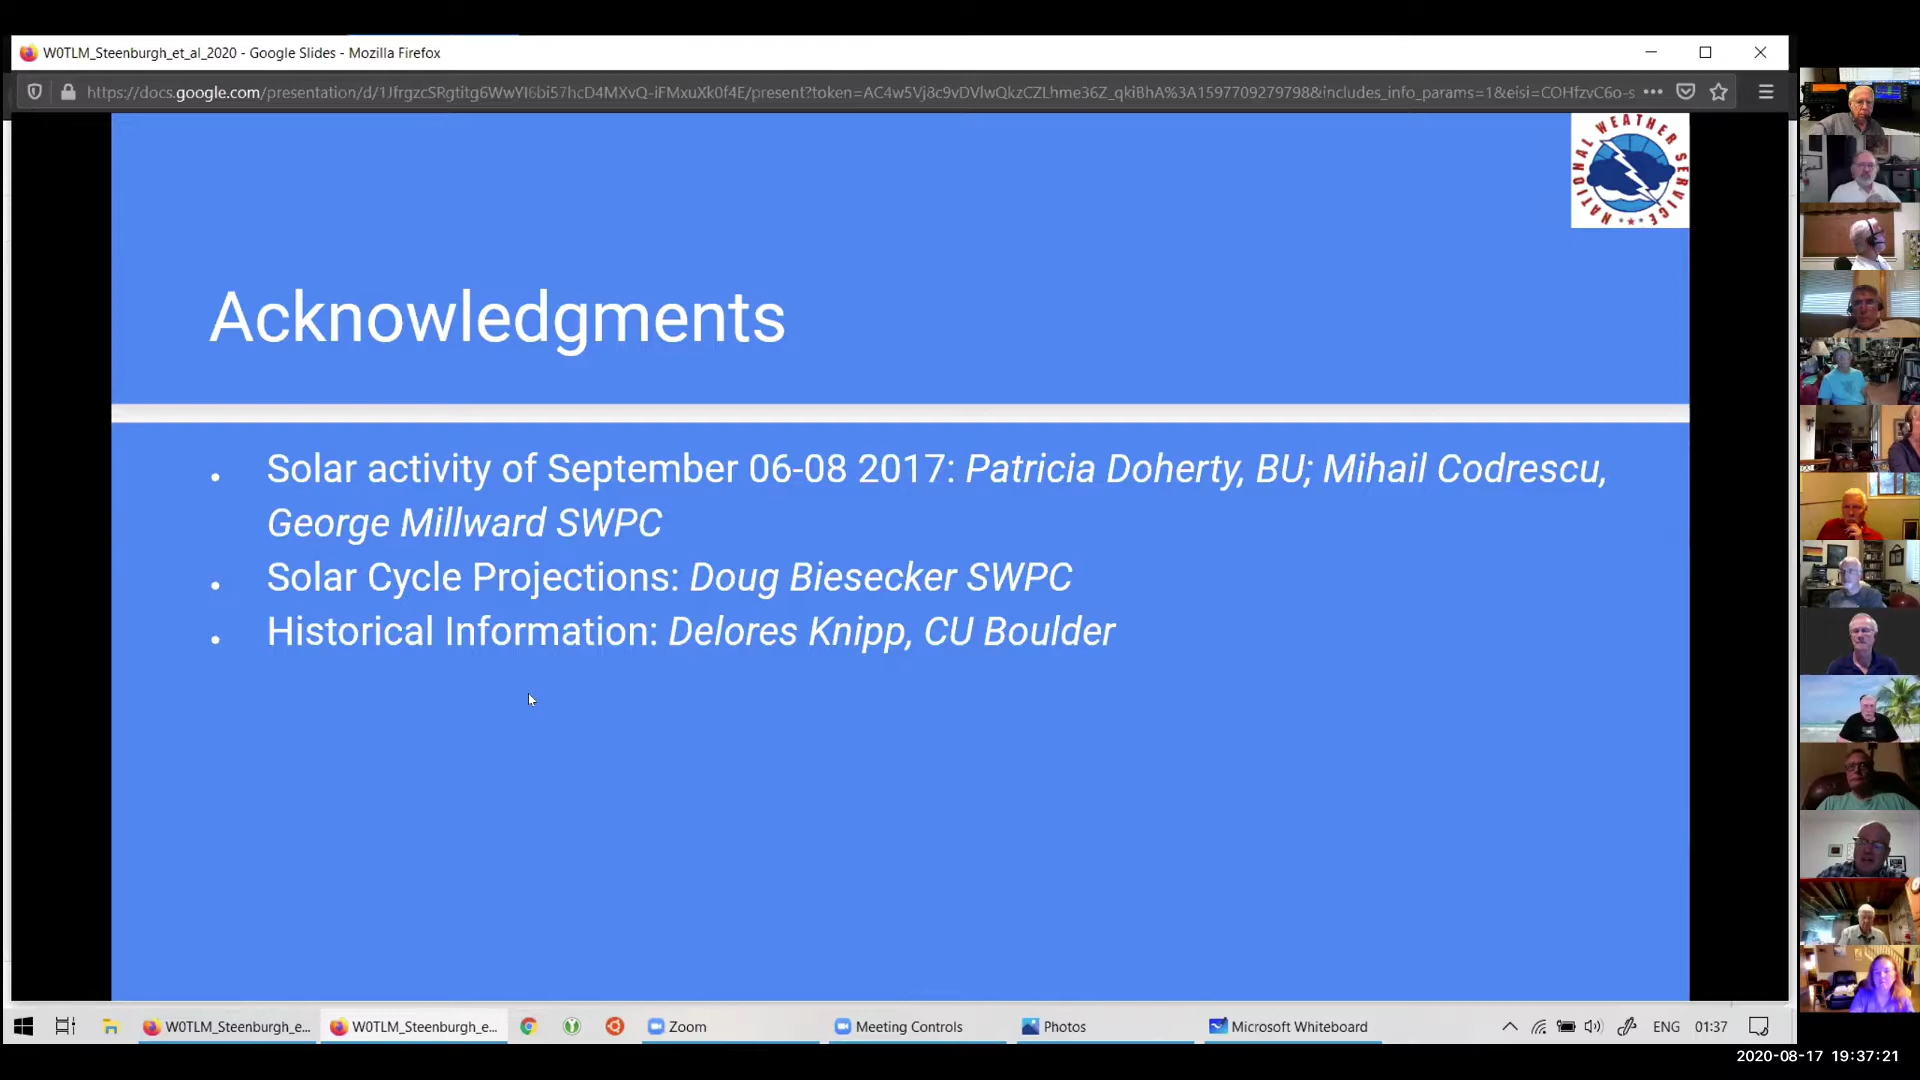 W0TLM_Steenburgh_et_al_2020 - Google Slides - Mozilla Firefox
https://docs.google.com/presentation/d/1JfrgzcSRgtitg6WwYI6bi57hcD4MXvQ-iFMxuXk0f4E/present?token=AC4w5Vj8c9vDVlwQkzCZLhme36Z_qkiBhA%3A1597709279798&includes_info_params=1&eisi=COHfzvC6o-s
NATIONAL WEATHER SERVICE
Acknowledgments
• Solar activity of September 06-08 2017: Patricia Doherty, BU; Mihail Codrescu,
George Millward SWPC
• Solar Cycle Projections: Doug Biesecker SWPC
• Historical Information: Delores Knipp, CU Boulder
W0TLM_Steenburgh_e... W0TLM_Steenburgh_e... Zoom Meeting Controls Photos Microsoft Whiteboard ENG 01:37
2020-08-17 19:37:21